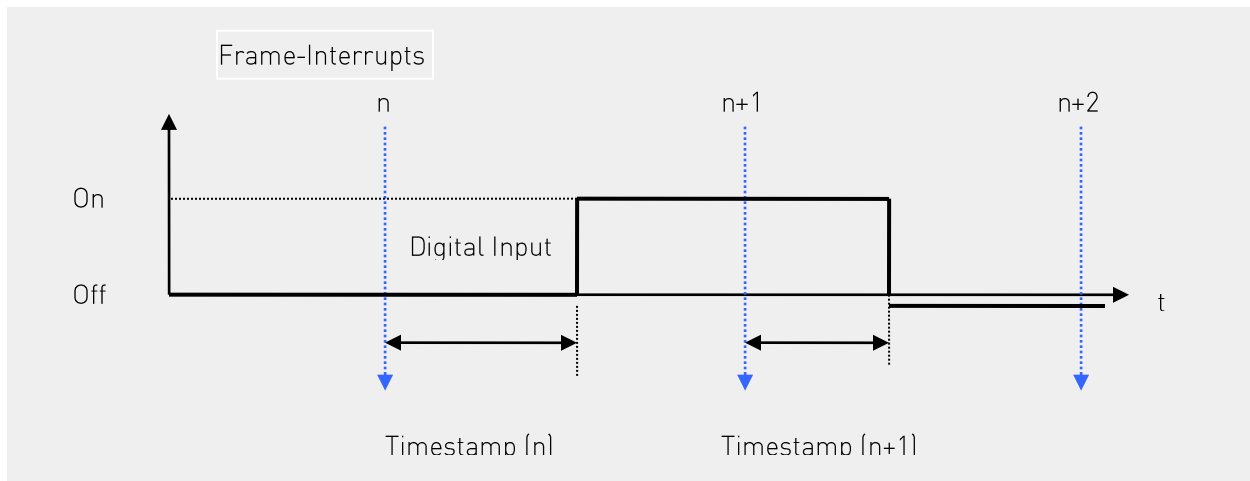 Frame-Interrupts
n n+1 n+2
On
Digital Input
Off
t
Timestamp (n) Timestamp (n+1)